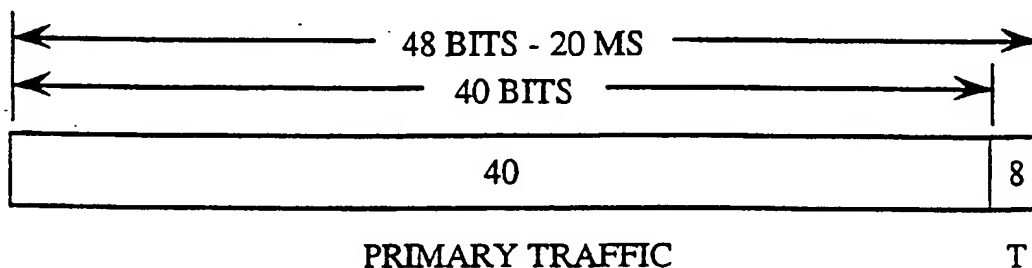 48 BITS - 20 MS
40 BITS
40 8
PRIMARY TRAFFIC T